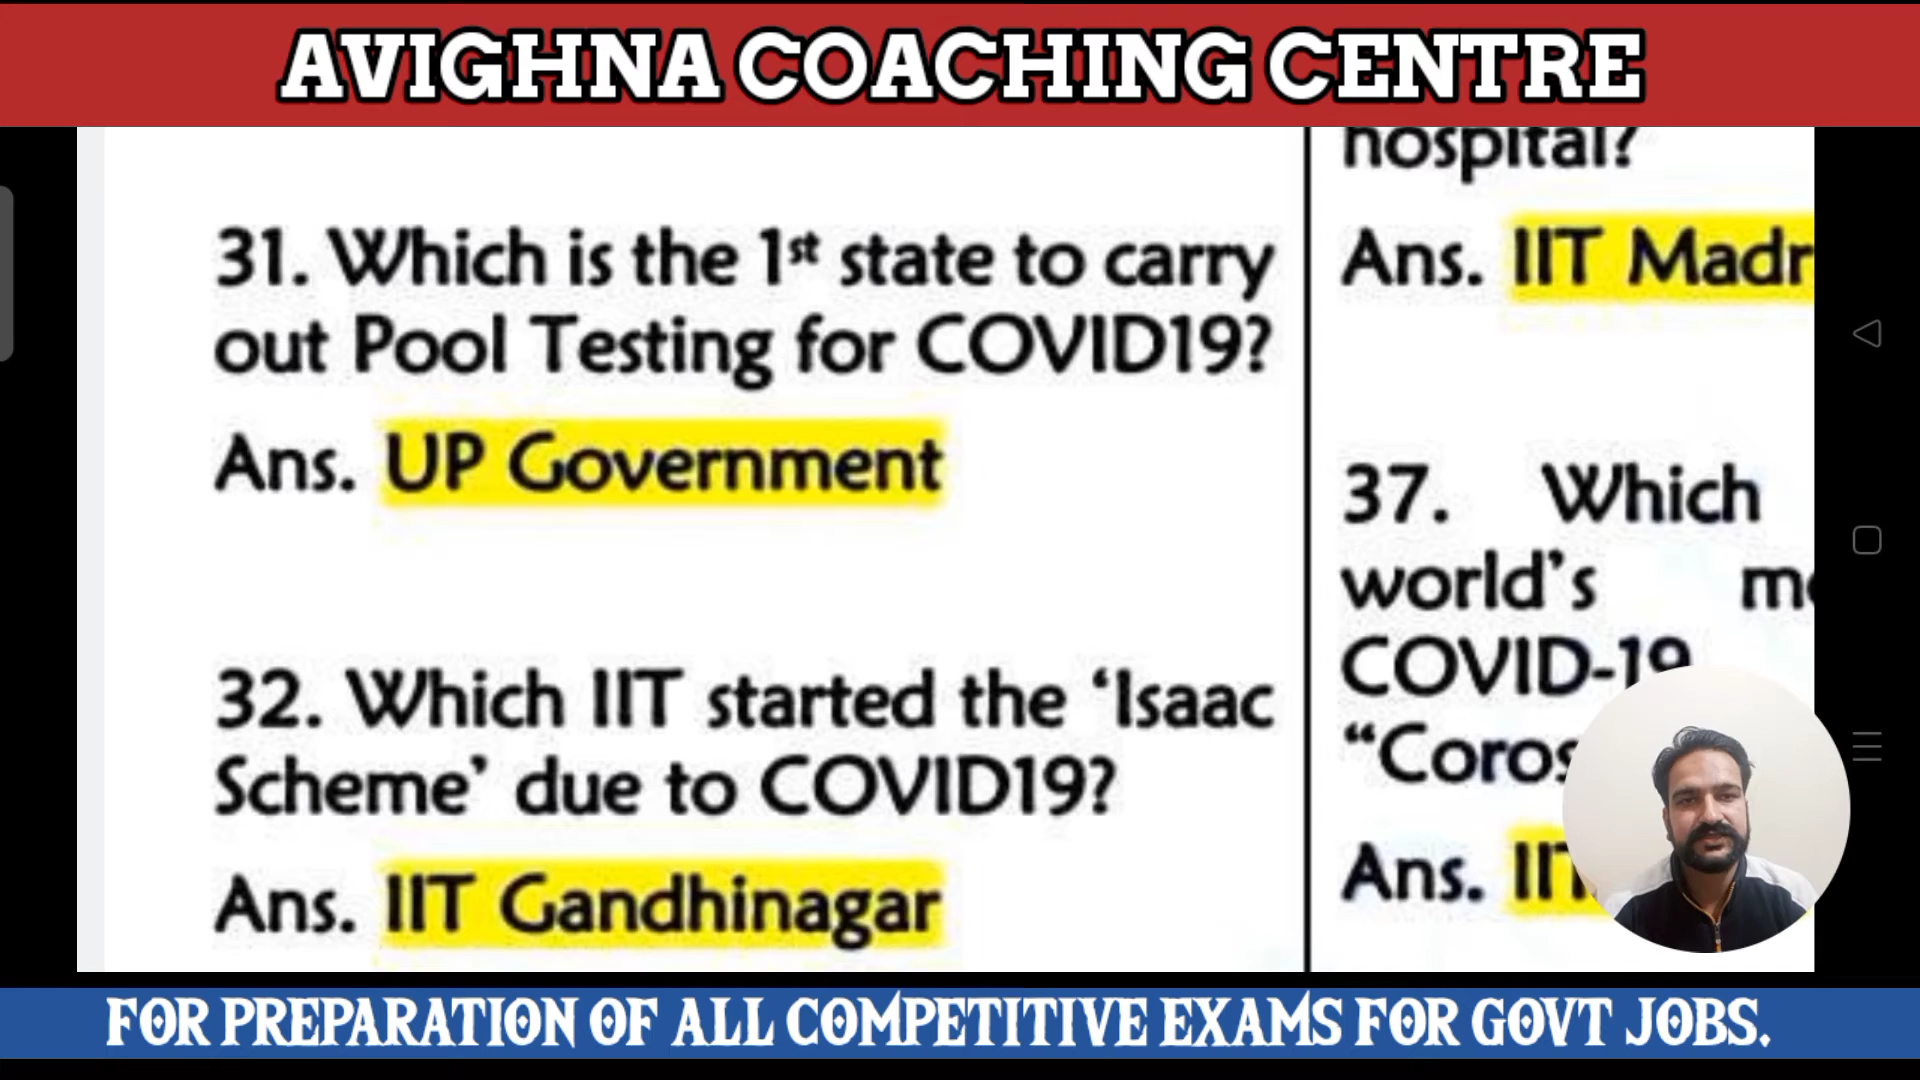 AVIGHNA COACHING CENTRE
31. Which is the 1st state to carry
out Pool Testing for COVID19?
Ans. UP Government
32. Which IIT started the ‘Isaac
Scheme’ due to COVID19?
Ans. IIT Gandhinagar
hospital?
Ans. IIT
37. Which
world’s
COVID-19
Ans.
FOR PREPARATION OF ALL COMPETITIVE EXAMS FOR GOVT JOBS.